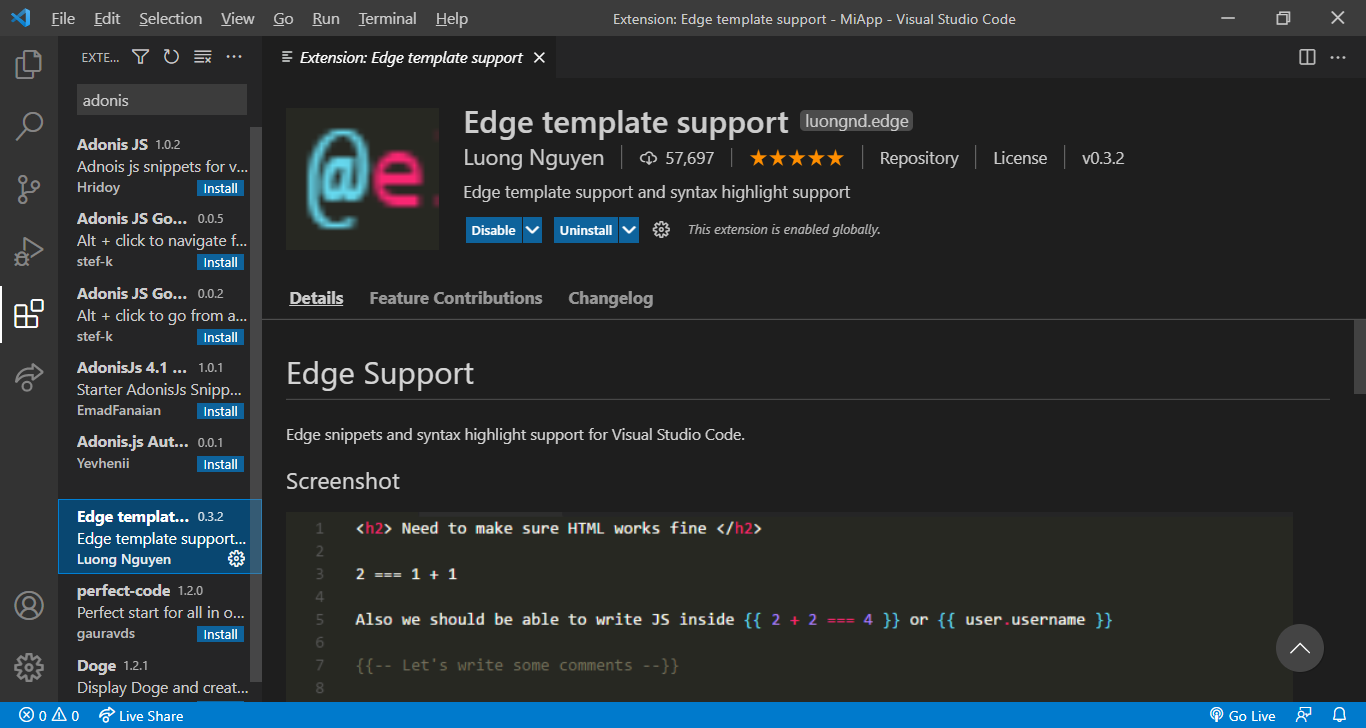 File Edit Selection View Go Run Terminal Help
Extension: Edge template support - MiApp - Visual Studio Code
EXTE...
Extension: Edge template support
adonis
Adonis JS 1.0.2
Adnois js snippets for v...
Hridoy Install
Adonis JS Go... 0.0.5
Alt + click to navigate f...
stef-k Install
Adonis JS Go... 0.0.2
Alt + click to go from a...
stef-k Install
AdonisJs 4.1 ... 1.0.1
Starter AdonisJs Snipp...
EmadFanaian Install
Adonis.js Aut... 0.0.1
Yevhenii Install
Edge templat... 0.3.2
Edge template support...
Luong Nguyen
perfect-code 1.2.0
Perfect start for all in o...
gauravds Install
Doge 1.2.1
Display Doge and creat...
@e
Edge template support luongnd.edge
Luong Nguyen 57,697 Repository License v0.3.2
Edge template support and syntax highlight support
Disable Uninstall This extension is enabled globally.
Details Feature Contributions Changelog
Edge Support
Edge snippets and syntax highlight support for Visual Studio Code.
Screenshot
1 <h2> Need to make sure HTML works fine </h2>
2
3 2 === 1 + 1
4
5 Also we should be able to write JS inside {{ 2 + 2 === 4 }} or {{ user.username }}
6
7 {{-- Let's write some comments --}}
8
0 0 Live Share Go Live